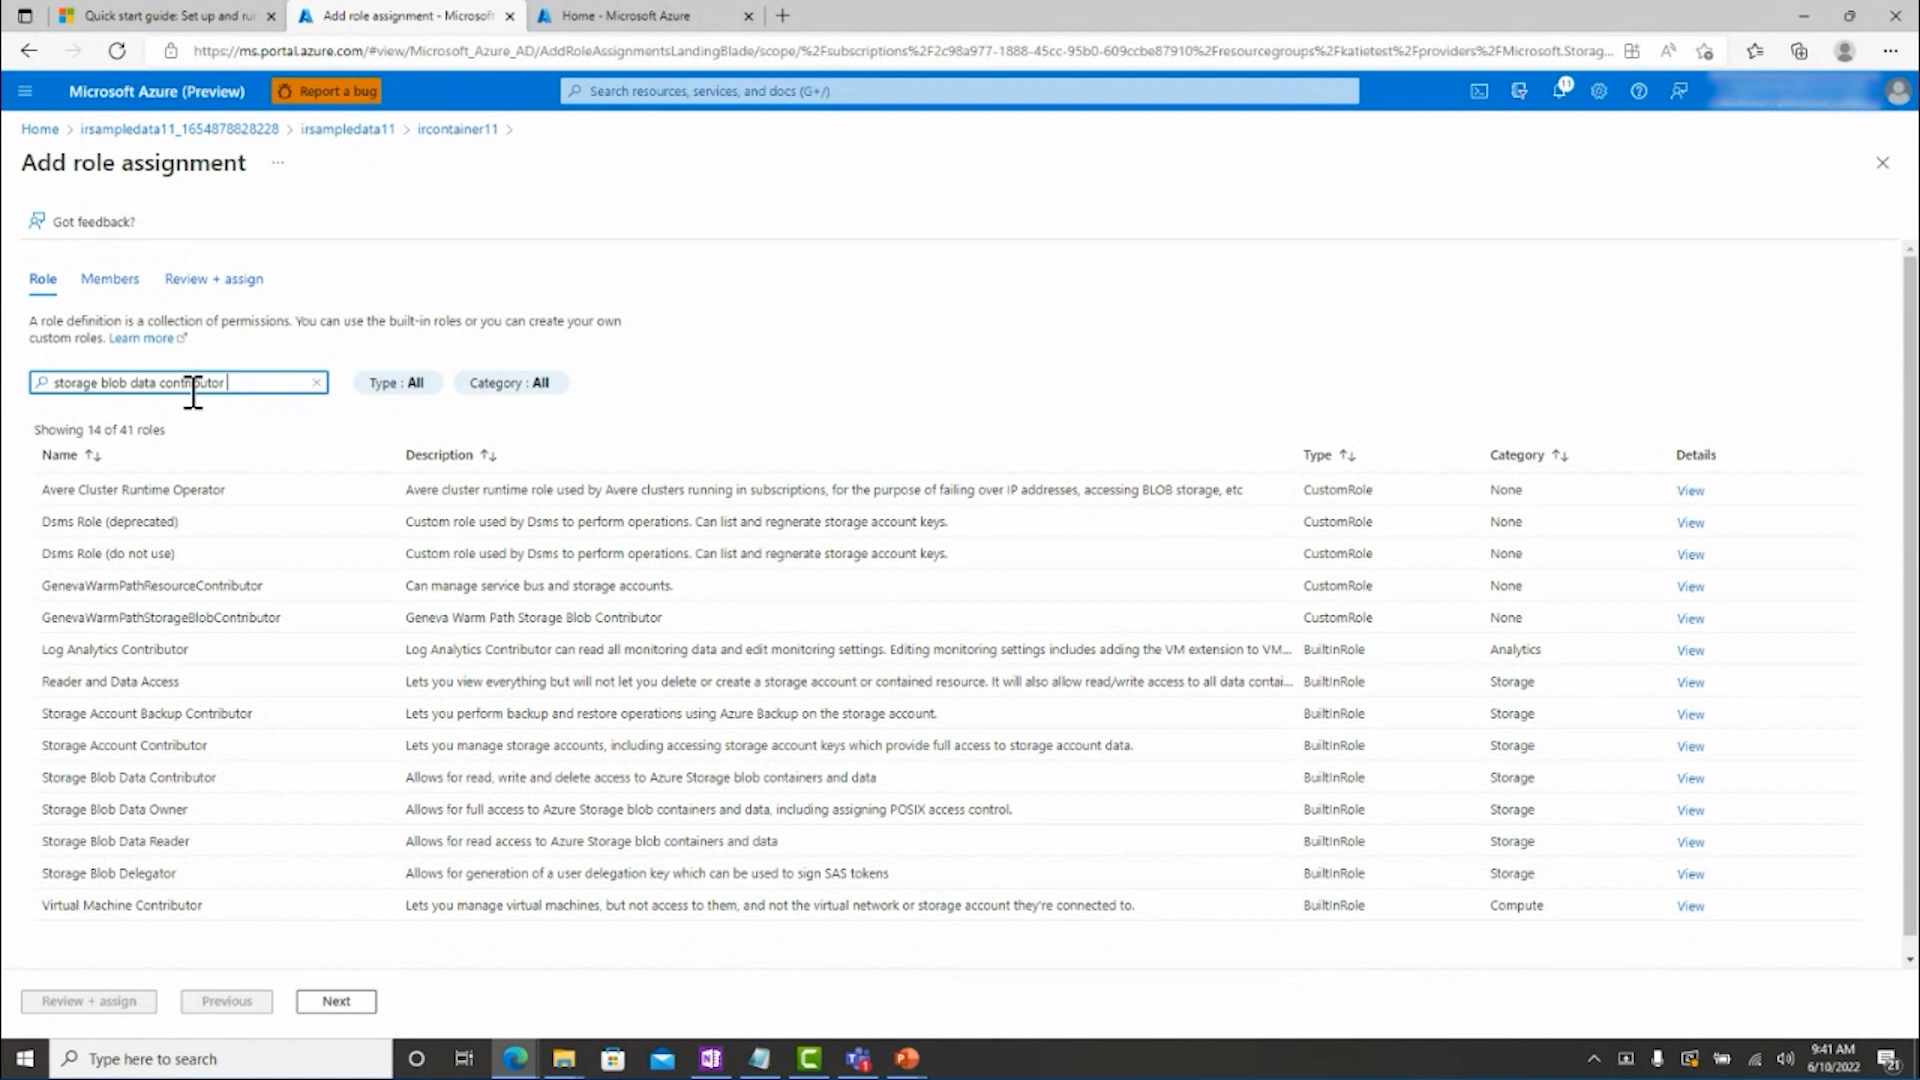 Quick start guide: Set up and rur
Add role assignment - Microsoft
Home - Microsoft Azure
https://ms.portal.azure.com/#view/Microsoft_Azure_AD/AddRoleAssignmentsLandingBlade/scope/%2Fsubscriptions%2F2c98a977-1888-45cc-95b0-609ccbe87910%2Fresourcegroups%2Fkatietest%2Fproviders%2FMicrosoft.Storag...
Microsoft Azure (Preview)
Report a bug
Search resources, services, and docs (G+/)
11
Home > irsampledata11_1654878828228 > irsampledata11 > ircontainer11 >
Add role assignment ...
Got feedback?
Role Members Review + assign
A role definition is a collection of permissions. You can use the built-in roles or you can create your own
custom roles. Learn more
storage blob data contributor
Type : All
Category : All
Showing 14 of 41 roles
Name Description Type Category Details
Avere Cluster Runtime Operator Avere cluster runtime role used by Avere clusters running in subscriptions, for the purpose of failing over IP addresses, accessing BLOB storage, etc CustomRole None View
Dsms Role (deprecated) Custom role used by Dsms to perform operations. Can list and regnerate storage account keys. CustomRole None View
Dsms Role (do not use) Custom role used by Dsms to perform operations. Can list and regnerate storage account keys. CustomRole None View
GenevaWarmPathResourceContributor Can manage service bus and storage accounts. CustomRole None View
GenevaWarmPathStorageBlobContributor Geneva Warm Path Storage Blob Contributor CustomRole None View
Log Analytics Contributor Log Analytics Contributor can read all monitoring data and edit monitoring settings. Editing monitoring settings includes adding the VM extension to VM... BuiltInRole Analytics View
Reader and Data Access Lets you view everything but will not let you delete or create a storage account or contained resource. It will also allow read/write access to all data contai... BuiltInRole Storage View
Storage Account Backup Contributor Lets you perform backup and restore operations using Azure Backup on the storage account. BuiltInRole Storage View
Storage Account Contributor Lets you manage storage accounts, including accessing storage account keys which provide full access to storage account data. BuiltInRole Storage View
Storage Blob Data Contributor Allows for read, write and delete access to Azure Storage blob containers and data BuiltInRole Storage View
Storage Blob Data Owner Allows for full access to Azure Storage blob containers and data, including assigning POSIX access control. BuiltInRole Storage View
Storage Blob Data Reader Allows for read access to Azure Storage blob containers and data BuiltInRole Storage View
Storage Blob Delegator Allows for generation of a user delegation key which can be used to sign SAS tokens BuiltInRole Storage View
Virtual Machine Contributor Lets you manage virtual machines, but not access to them, and not the virtual network or storage account they're connected to. BuiltInRole Compute View
Review + assign
Previous
Next
Type here to search
9:41 AM
6/10/2022
21